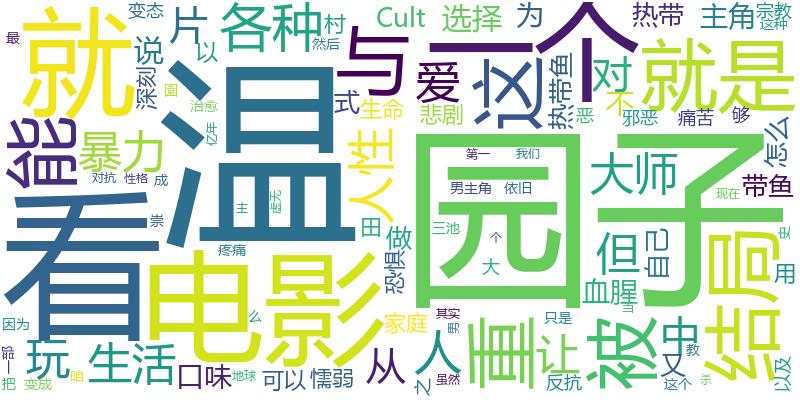 变态 片 各种 村 Cult 选择 为 热带 主角 宗教
最 然后 这种
就 说 以 与 一个 就是
深刻 爱 这 热带鱼 对
園 治愈 式 生命 不
能 温 悲剧 恶 邪恶 痛苦 够
亿年 怎么
暴力 人性 园子
看 对抗 性格 成 第一 我们 大师 带鱼
主 虚无 男主角 依旧 现在
崇 田 三池
电影 疼痛 做 个 但 自己
恐惧 大 结局 用
重 血腥 当
因为 么 家庭 其实 只是 被 中
一部 玩 生活 从 人 男 让
口味 地球 可以 懦弱 之 又 教 以及
把 变成 咱 虽然 反抗 这个 杀